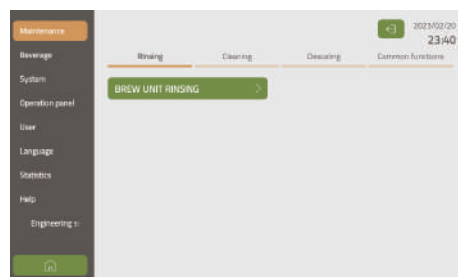 Maintenance
2023/02/20
23:40
Beverage
Rinsing
Cleaning
Descaling
Common functions
System
BREW UNIT RINSING
Operation panel
User
Language
Statistics
Help
Engineering s